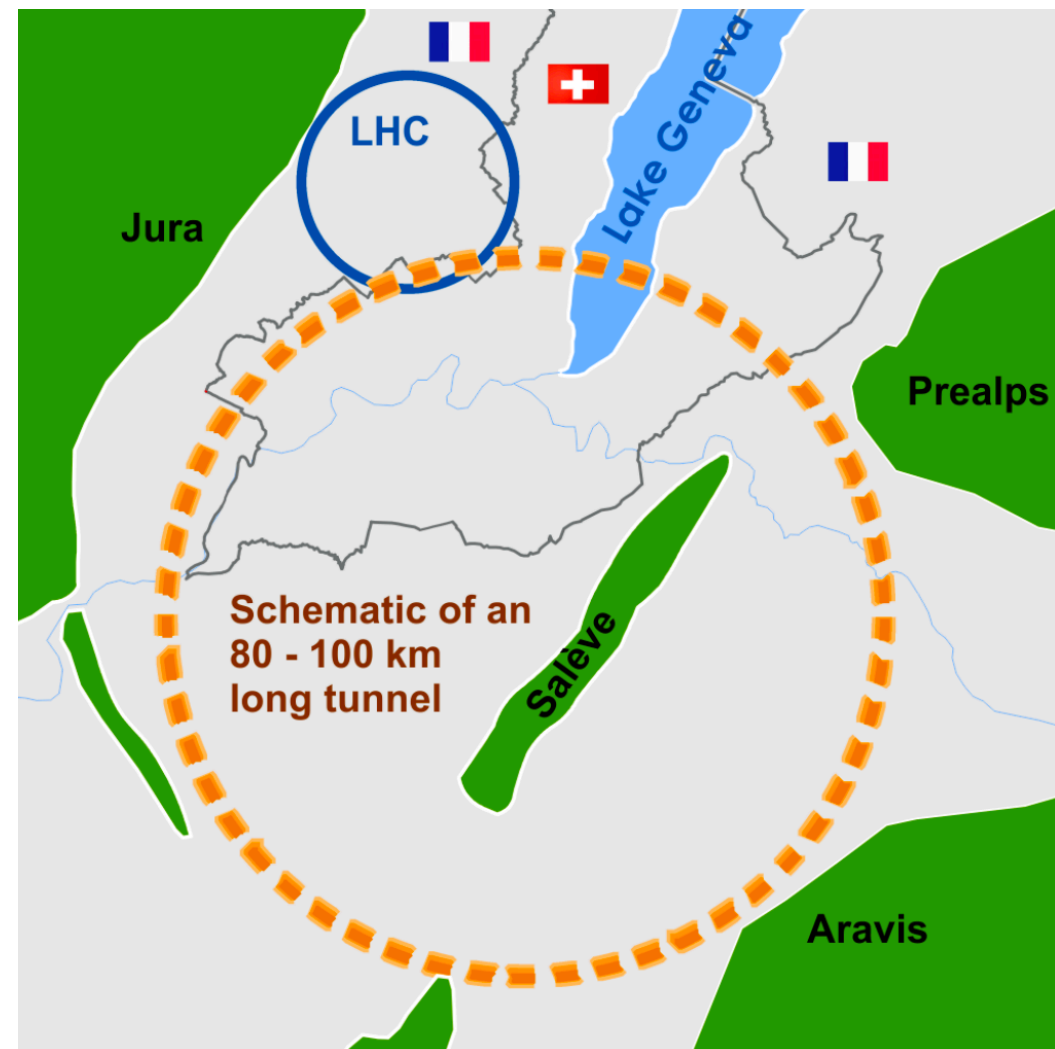 LHC
Lake Geneva
Jura
Prealps
Schematic of an
80 - 100 km
long tunnel
Salève
Aravis